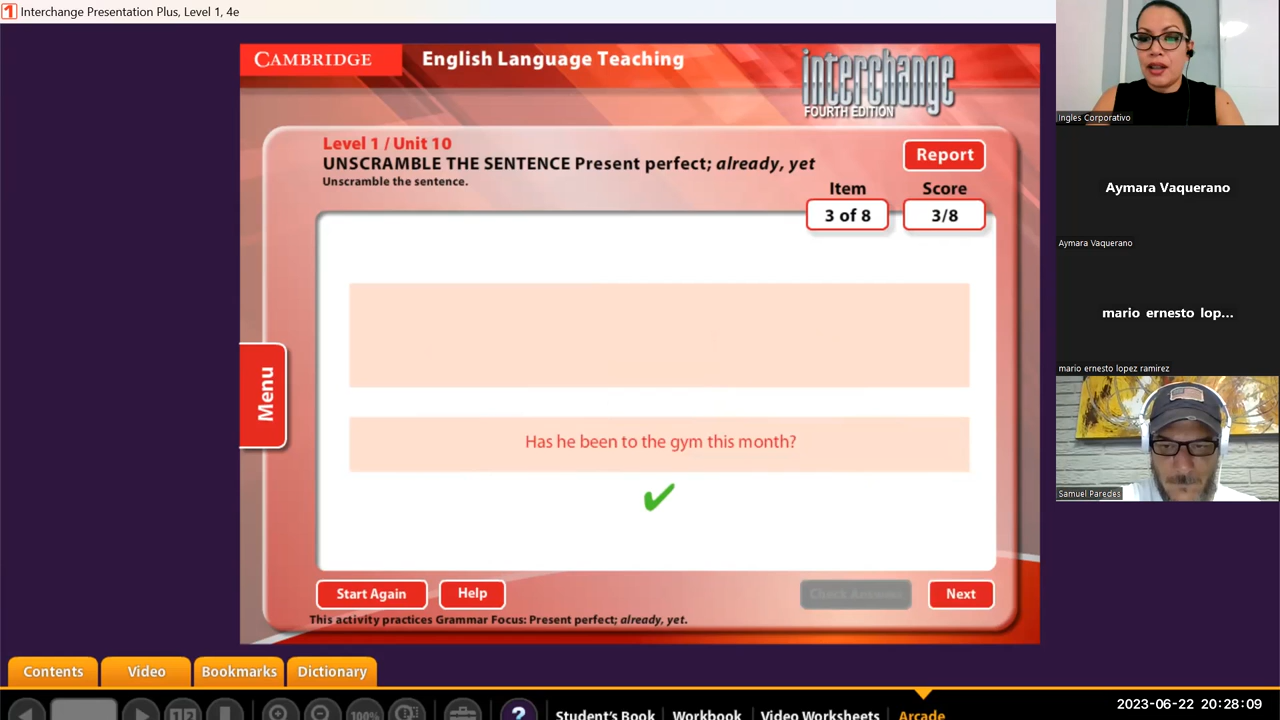 Interchange Presentation Plus, Level 1, 4e
CAMBRIDGE
English Language Teaching
interchange
FOURTH EDITION
Level 1 / Unit 10
UNSCRAMBLE THE SENTENCE Present perfect; already, yet
Unscramble the sentence.
Report
Item
Score
3 of 8
3/8
Menu
Has he been to the gym this month?
Start Again
Help
Check Answers
Next
This activity practices Grammar Focus: Present perfect; already, yet.
Contents
Video
Bookmarks
Dictionary
100%
?
Student's Book
Workbook
Video Worksheets
Arcade
Ingles Corporativo
Aymara Vaquerano
Aymara Vaquerano
mario ernesto lop...
mario ernesto lopez ramirez
Samuel Paredes
2023-06-22 20:28:09